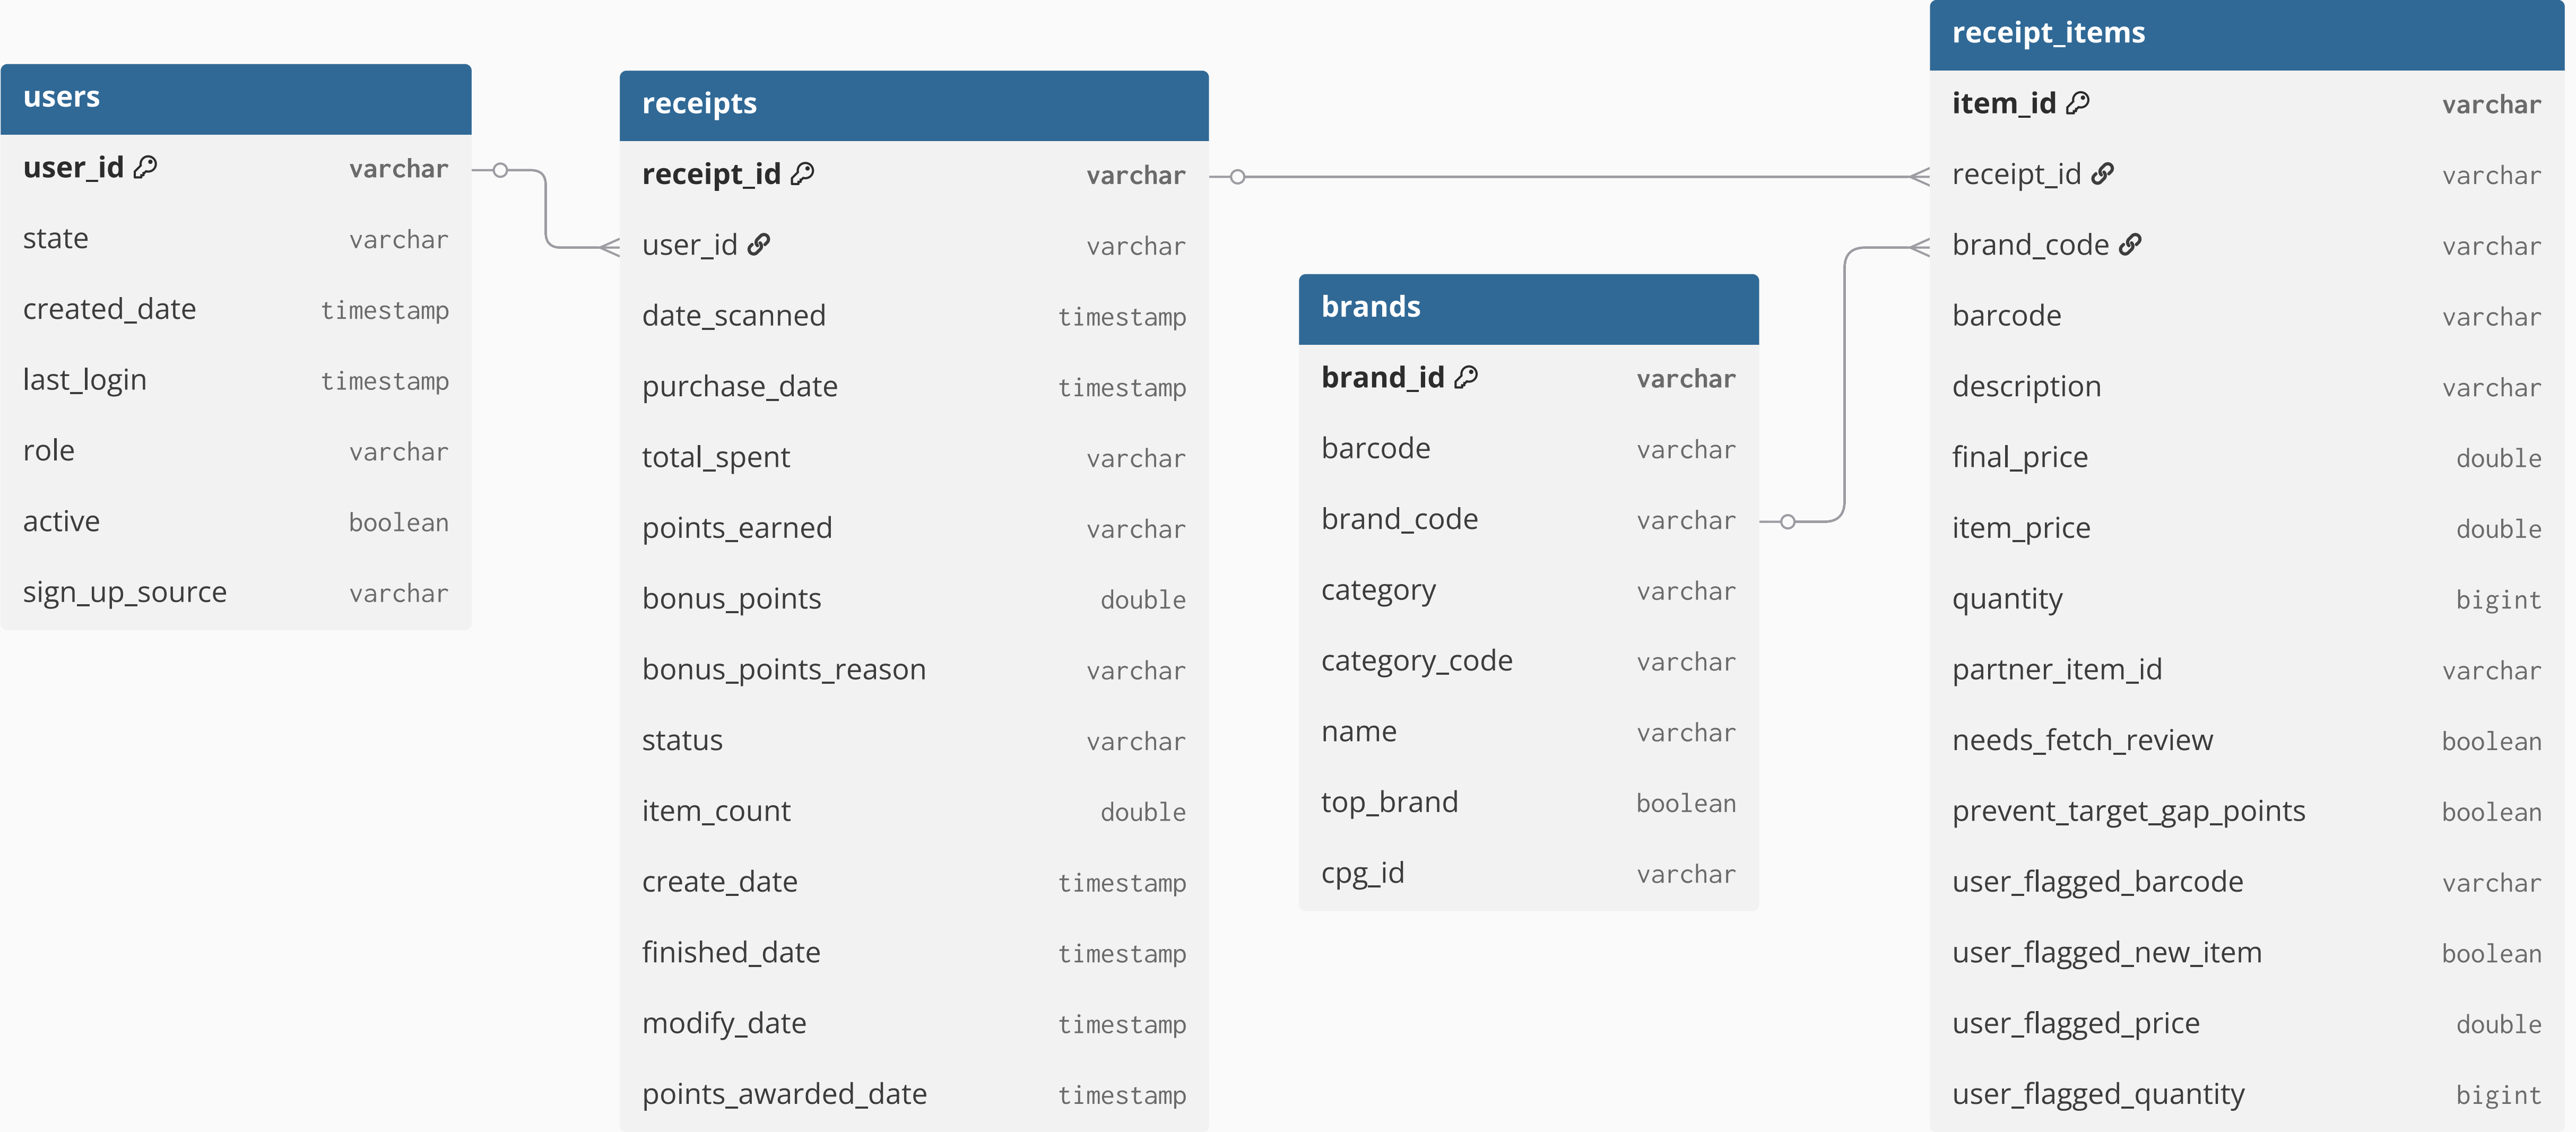 users
user_id varchar
state varchar
created_date timestamp
last_login timestamp
role varchar
active boolean
sign_up_source varchar
receipts
receipt_id varchar
user_id varchar
date_scanned timestamp
purchase_date timestamp
total_spent varchar
points_earned varchar
bonus_points double
bonus_points_reason varchar
status varchar
item_count double
create_date timestamp
finished_date timestamp
modify_date timestamp
points_awarded_date timestamp
brands
brand_id varchar
barcode varchar
brand_code varchar
category varchar
category_code varchar
name varchar
top_brand boolean
cpg_id varchar
receipt_items
item_id varchar
receipt_id varchar
brand_code varchar
barcode varchar
description varchar
final_price double
item_price double
quantity bigint
partner_item_id varchar
needs_fetch_review boolean
prevent_target_gap_points boolean
user_flagged_barcode varchar
user_flagged_new_item boolean
user_flagged_price double
user_flagged_quantity bigint